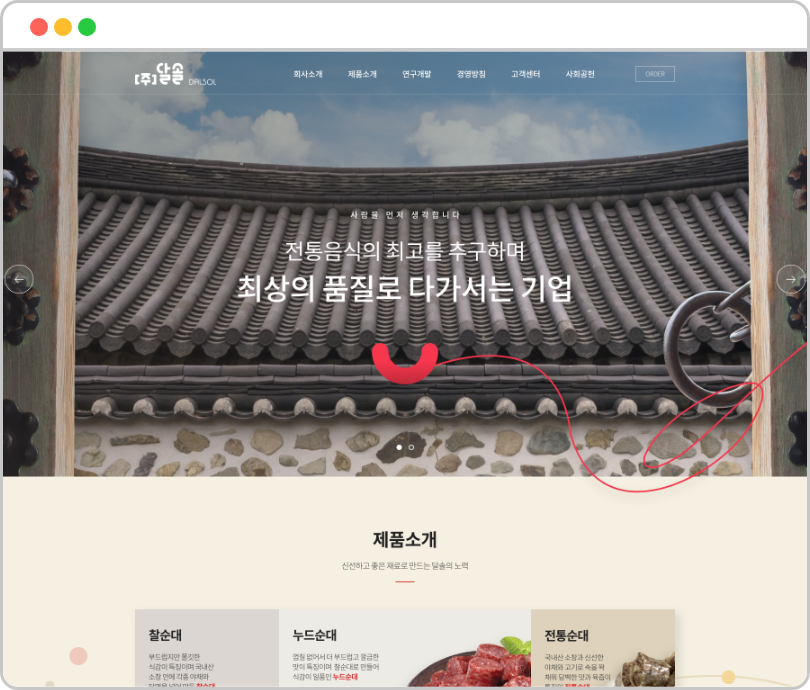 [주]달솔 DALSOL
회사소개 제품소개 연구개발 경영방침 고객센터 사회공헌 ORDER
사람을 먼저 생각합니다
전통음식의 최고를 추구하며
최상의 품질로 다가서는 기업
제품소개
신선하고 좋은 재료로 만드는 달솔의 노력
찰순대
부드럽지만 쫄깃한
식감이 특징이며 국내산
소창 안에 각종 야채와
찰순대
누드순대
껍질 없어서 더 부드럽고 깔끔한
맛이 특징이며 찰순대로 만들어
식감이 일품인 누드순대
전통순대
국내산 소창과 신선한
야채와 고기로 속을 꽉
채워 담백한 맛과 육즙이
전통순대